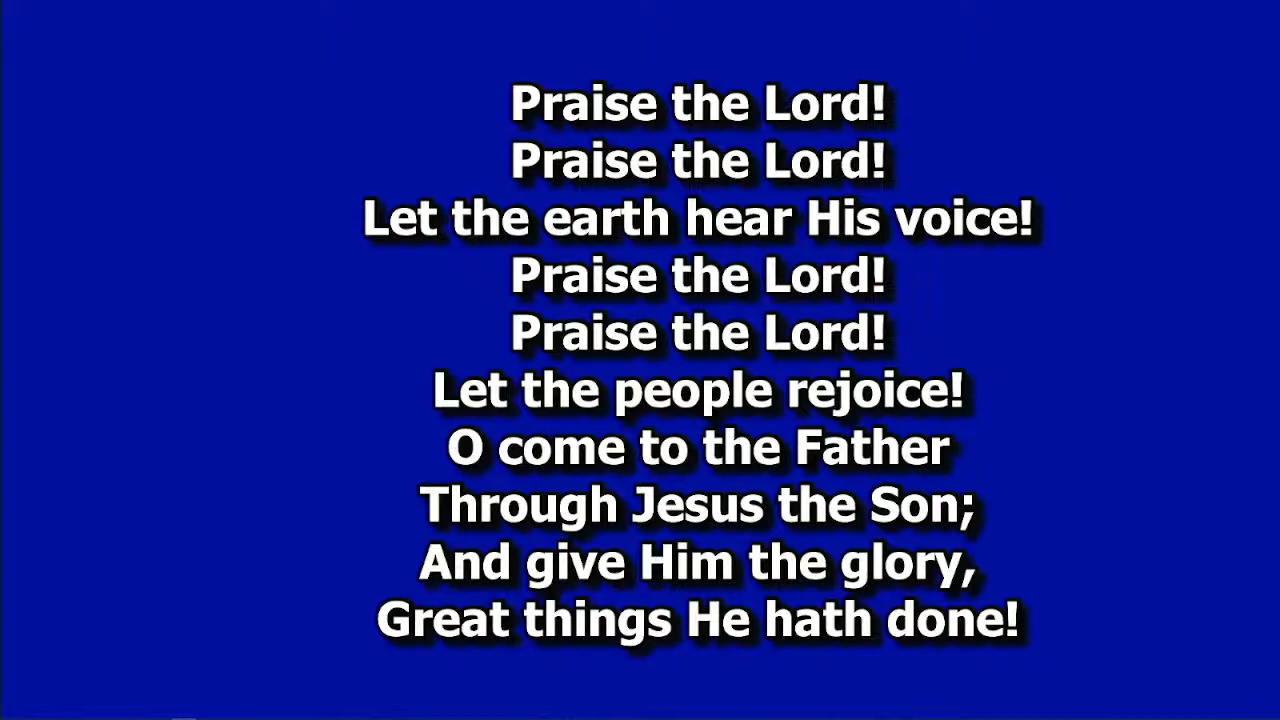 Praise the Lord!
Praise the Lord!
Let the earth hear His voice!
Praise the Lord!
Praise the Lord!
Let the people rejoice!
O come to the Father
Through Jesus the Son;
And give Him the glory,
Great things He hath done!